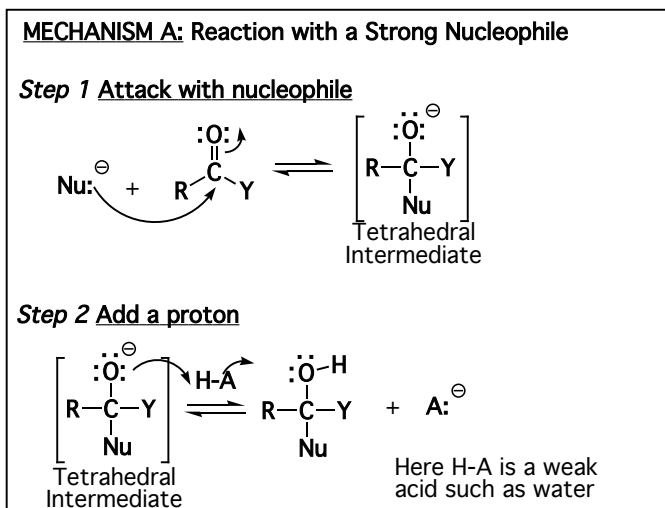 MECHANISM A: Reaction with a Strong Nucleophile
Step 1 Attack with nucleophile
Nu: ⊖ + :O: C R Y ⇌ [ :O: ⊖ R–C–Y Nu ]
Tetrahedral
Intermediate
Step 2 Add a proton
[ :O: ⊖ R–C–Y Nu ] H-A ⇌ :O–H R–C–Y Nu + A: ⊖
Tetrahedral
Intermediate
Here H-A is a weak
acid such as water